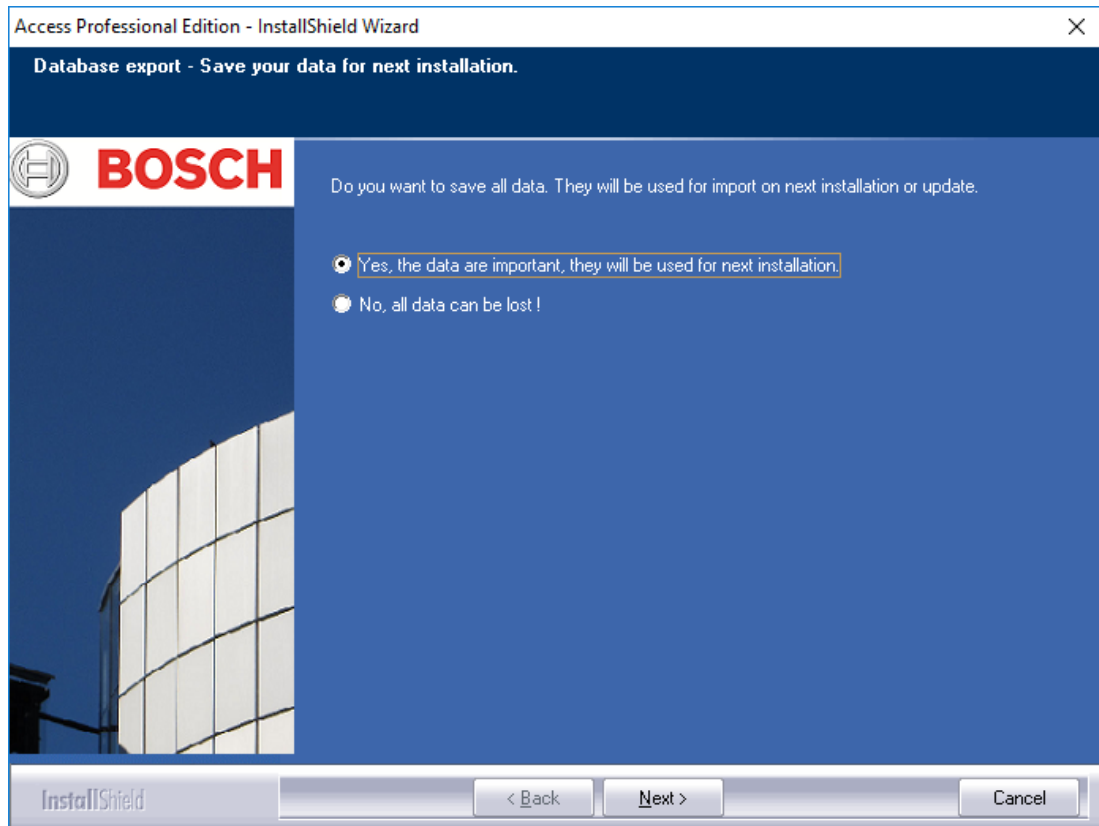 Access Professional Edition - InstallShield Wizard
Database export - Save your data for next installation.
BOSCH
Do you want to save all data. They will be used for import on next installation or update.
Yes, the data are important, they will be used for next installation.
No, all data can be lost !
InstallShield
< Back
Next >
Cancel